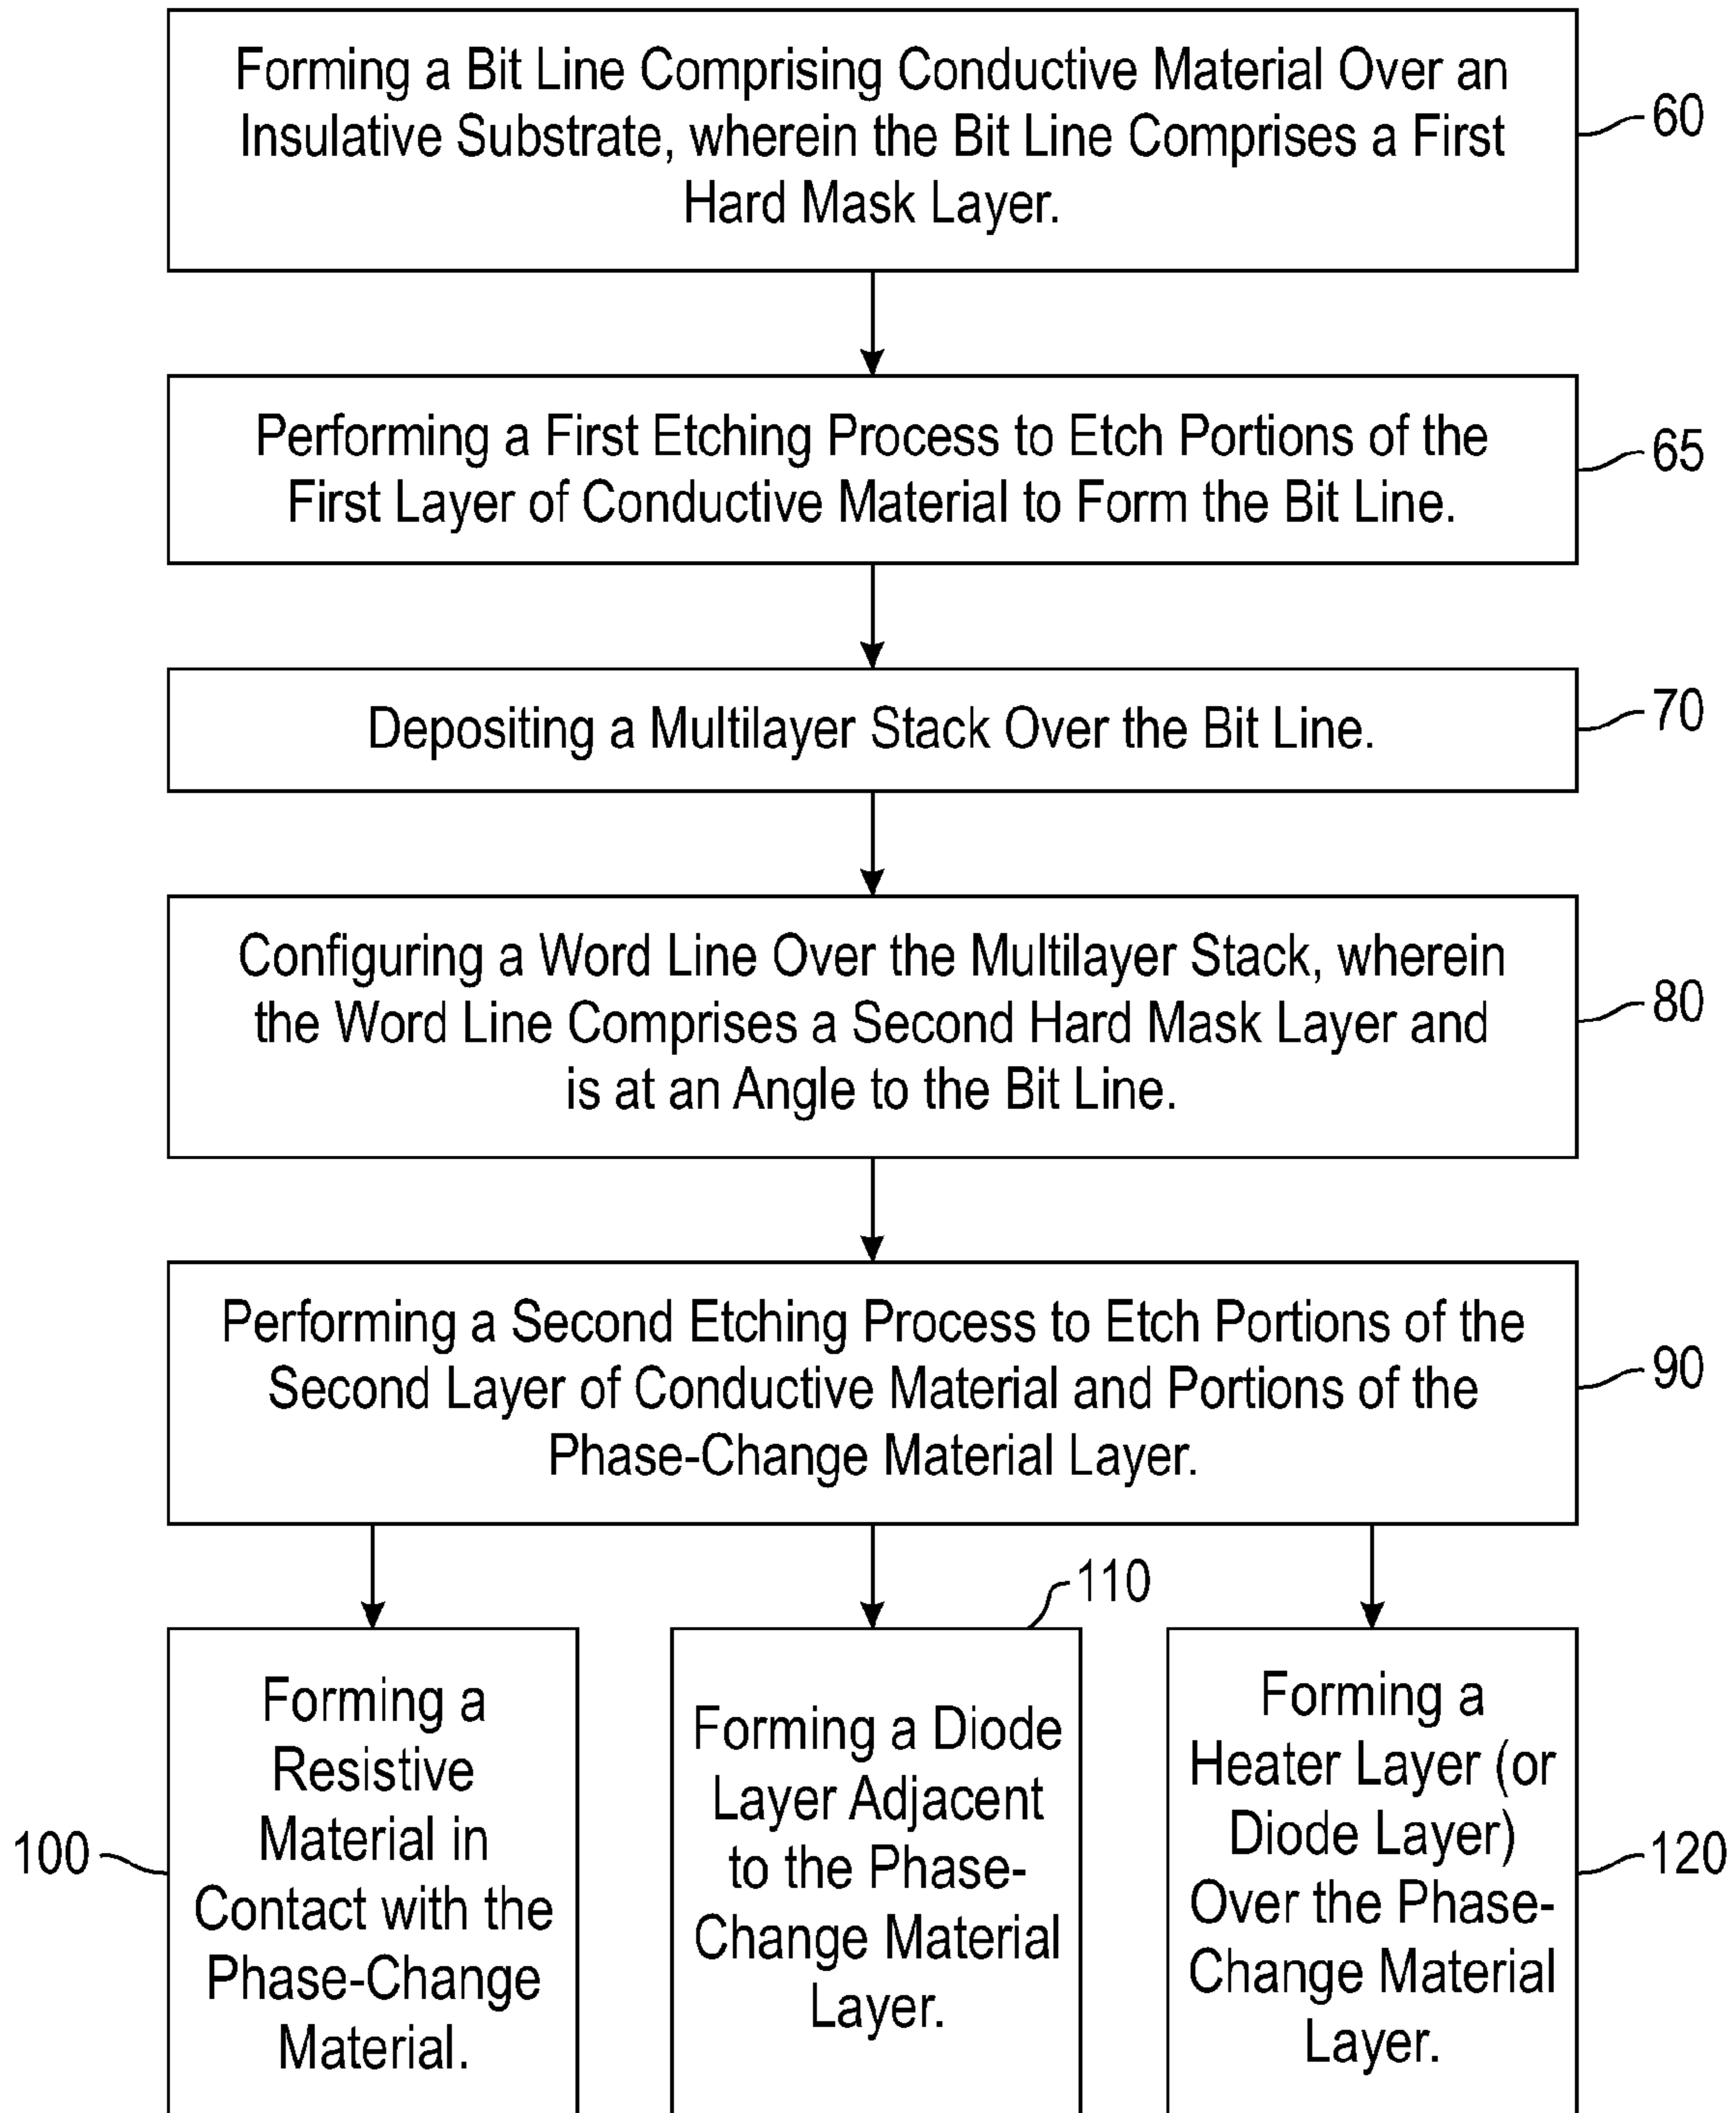 Forming a Bit Line Comprising Conductive Material Over an
Insulative Substrate, wherein the Bit Line Comprises a First
Hard Mask Layer.
60
Performing a First Etching Process to Etch Portions of the
First Layer of Conductive Material to Form the Bit Line.
65
Depositing a Multilayer Stack Over the Bit Line.
70
Configuring a Word Line Over the Multilayer Stack, wherein
the Word Line Comprises a Second Hard Mask Layer and
is at an Angle to the Bit Line.
80
Performing a Second Etching Process to Etch Portions of the
Second Layer of Conductive Material and Portions of the
Phase-Change Material Layer.
90
100
Forming a
Resistive
Material in
Contact with the
Phase-Change
Material.
110
Forming a Diode
Layer Adjacent
to the Phase-
Change Material
Layer.
Forming a
Heater Layer (or
Diode Layer)
Over the Phase-
Change Material
Layer.
120